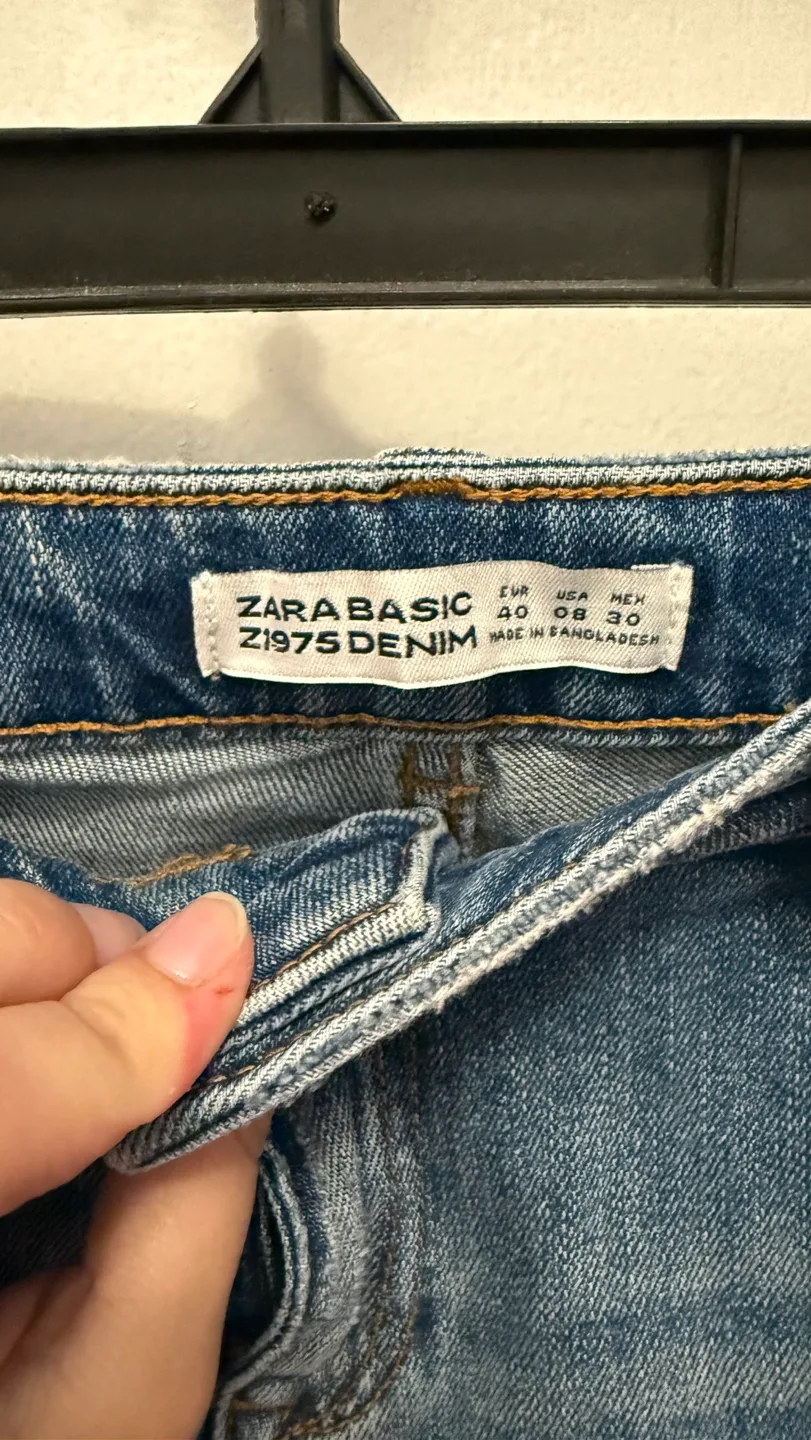 ZARA BASIC
Z1975 DENIM
EUR USA MEX
40 08 30
MADE IN BANGLADESH